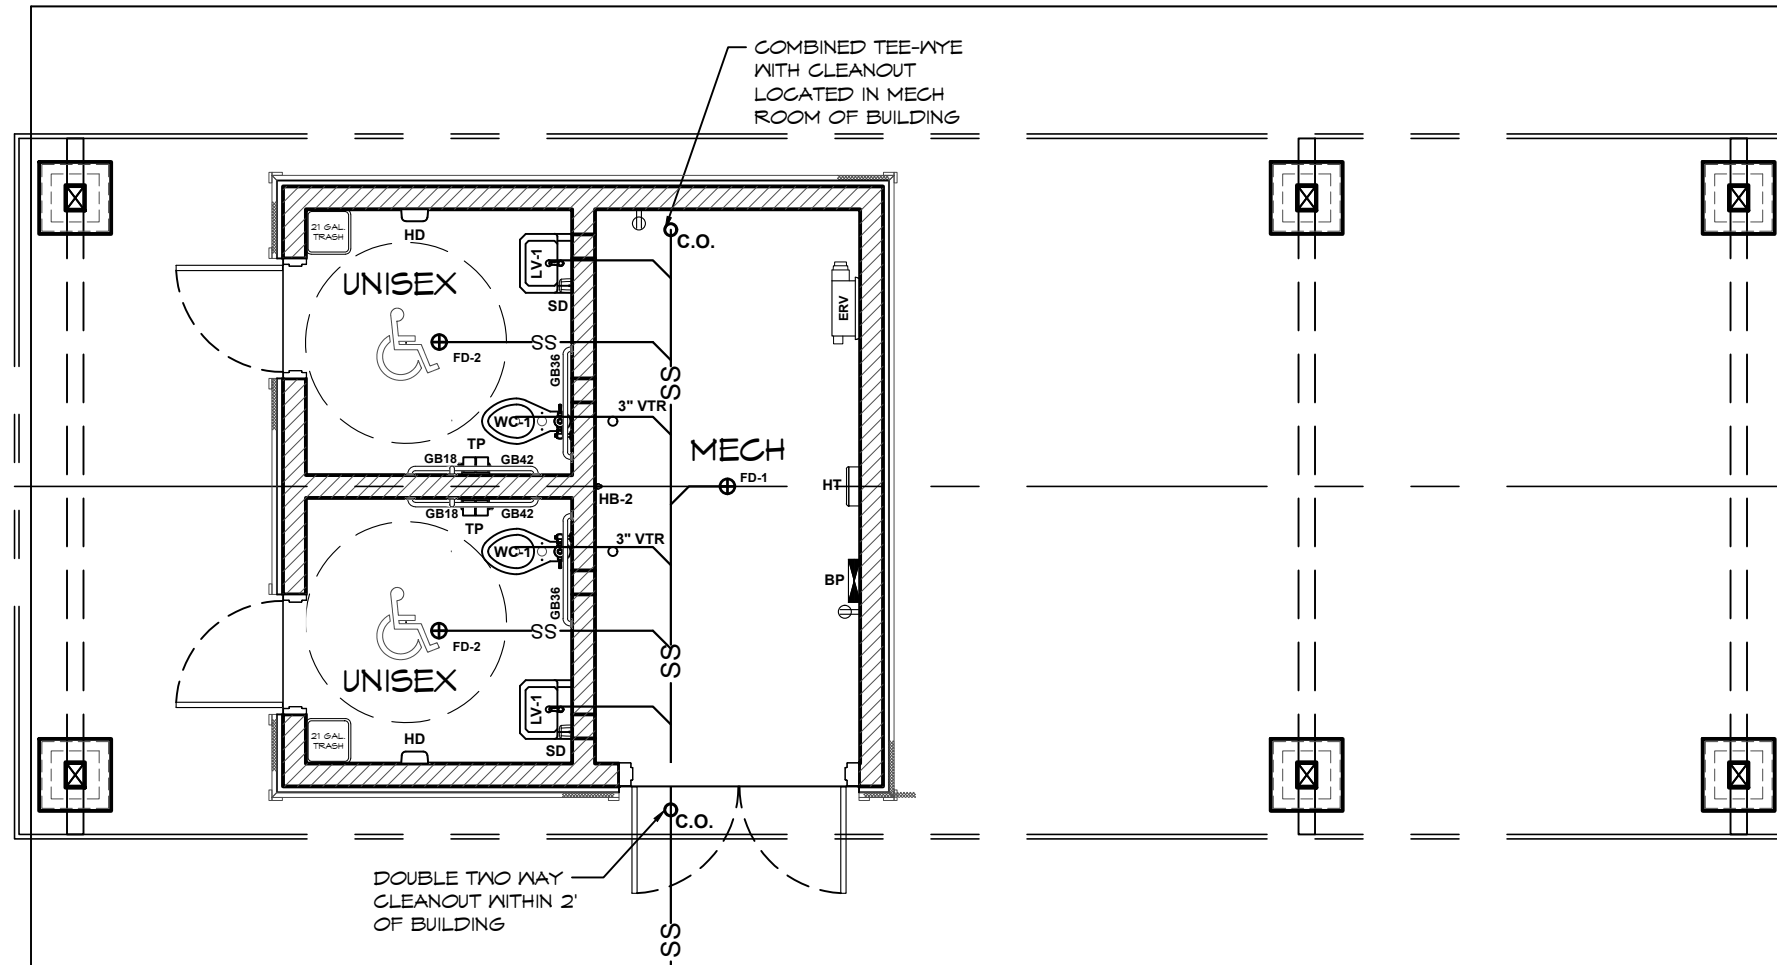 COMBINED TEE-WYE
WITH CLEANOUT
LOCATED IN MECH
ROOM OF BUILDING
21 GAL.
TRASH
HD
C.O.
LV-1
UNISEX
SD
ERV
SS
FD-2
GB36
SS
3" VTR
WC-1
TP
MECH
GB18
GB42
FD-1
HT
HB-2
GB18
GB42
TP
3" VTR
WC-1
BP
GB36
SS
FD-2
SS
UNISEX
LV-1
21 GAL.
TRASH
HD
SD
C.O.
DOUBLE TWO WAY
CLEANOUT WITHIN 2'
OF BUILDING
SS